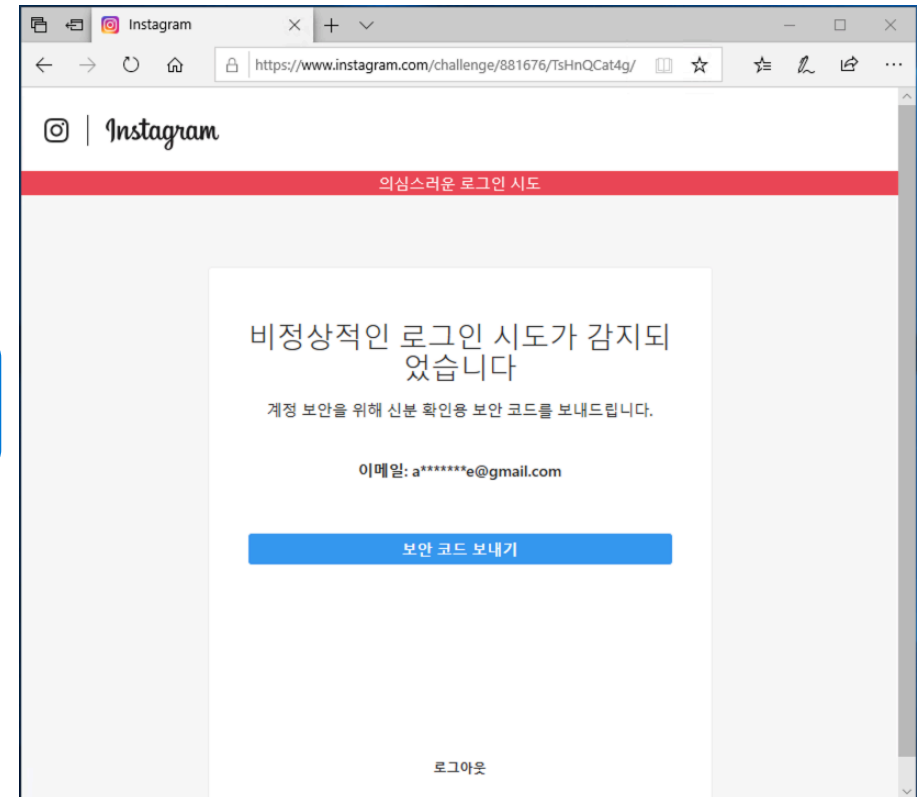 Instagram
https://www.instagram.com/challenge/881676/TsHnQCat4g/
Instagram
의심스러운 로그인 시도
비정상적인 로그인 시도가 감지되
었습니다
계정 보안을 위해 신분 확인용 보안 코드를 보내드립니다.
이메일: a*******e@gmail.com
보안 코드 보내기
로그아웃